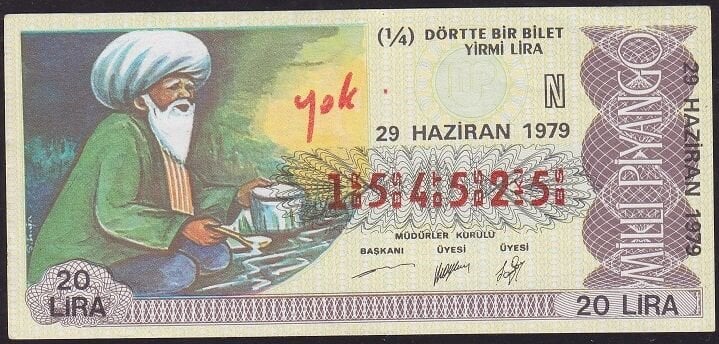 (1/4) DÖRTTE BİR BİLET
YİRMİ LİRA
yok.
N
29 HAZİRAN 1979
154525
MÜDÜRLER KURULU
BAŞKANI ÜYESİ ÜYESİ
20
LİRA
20 LİRA
MİLLİ PİYANGO
29 HAZİRAN 1979